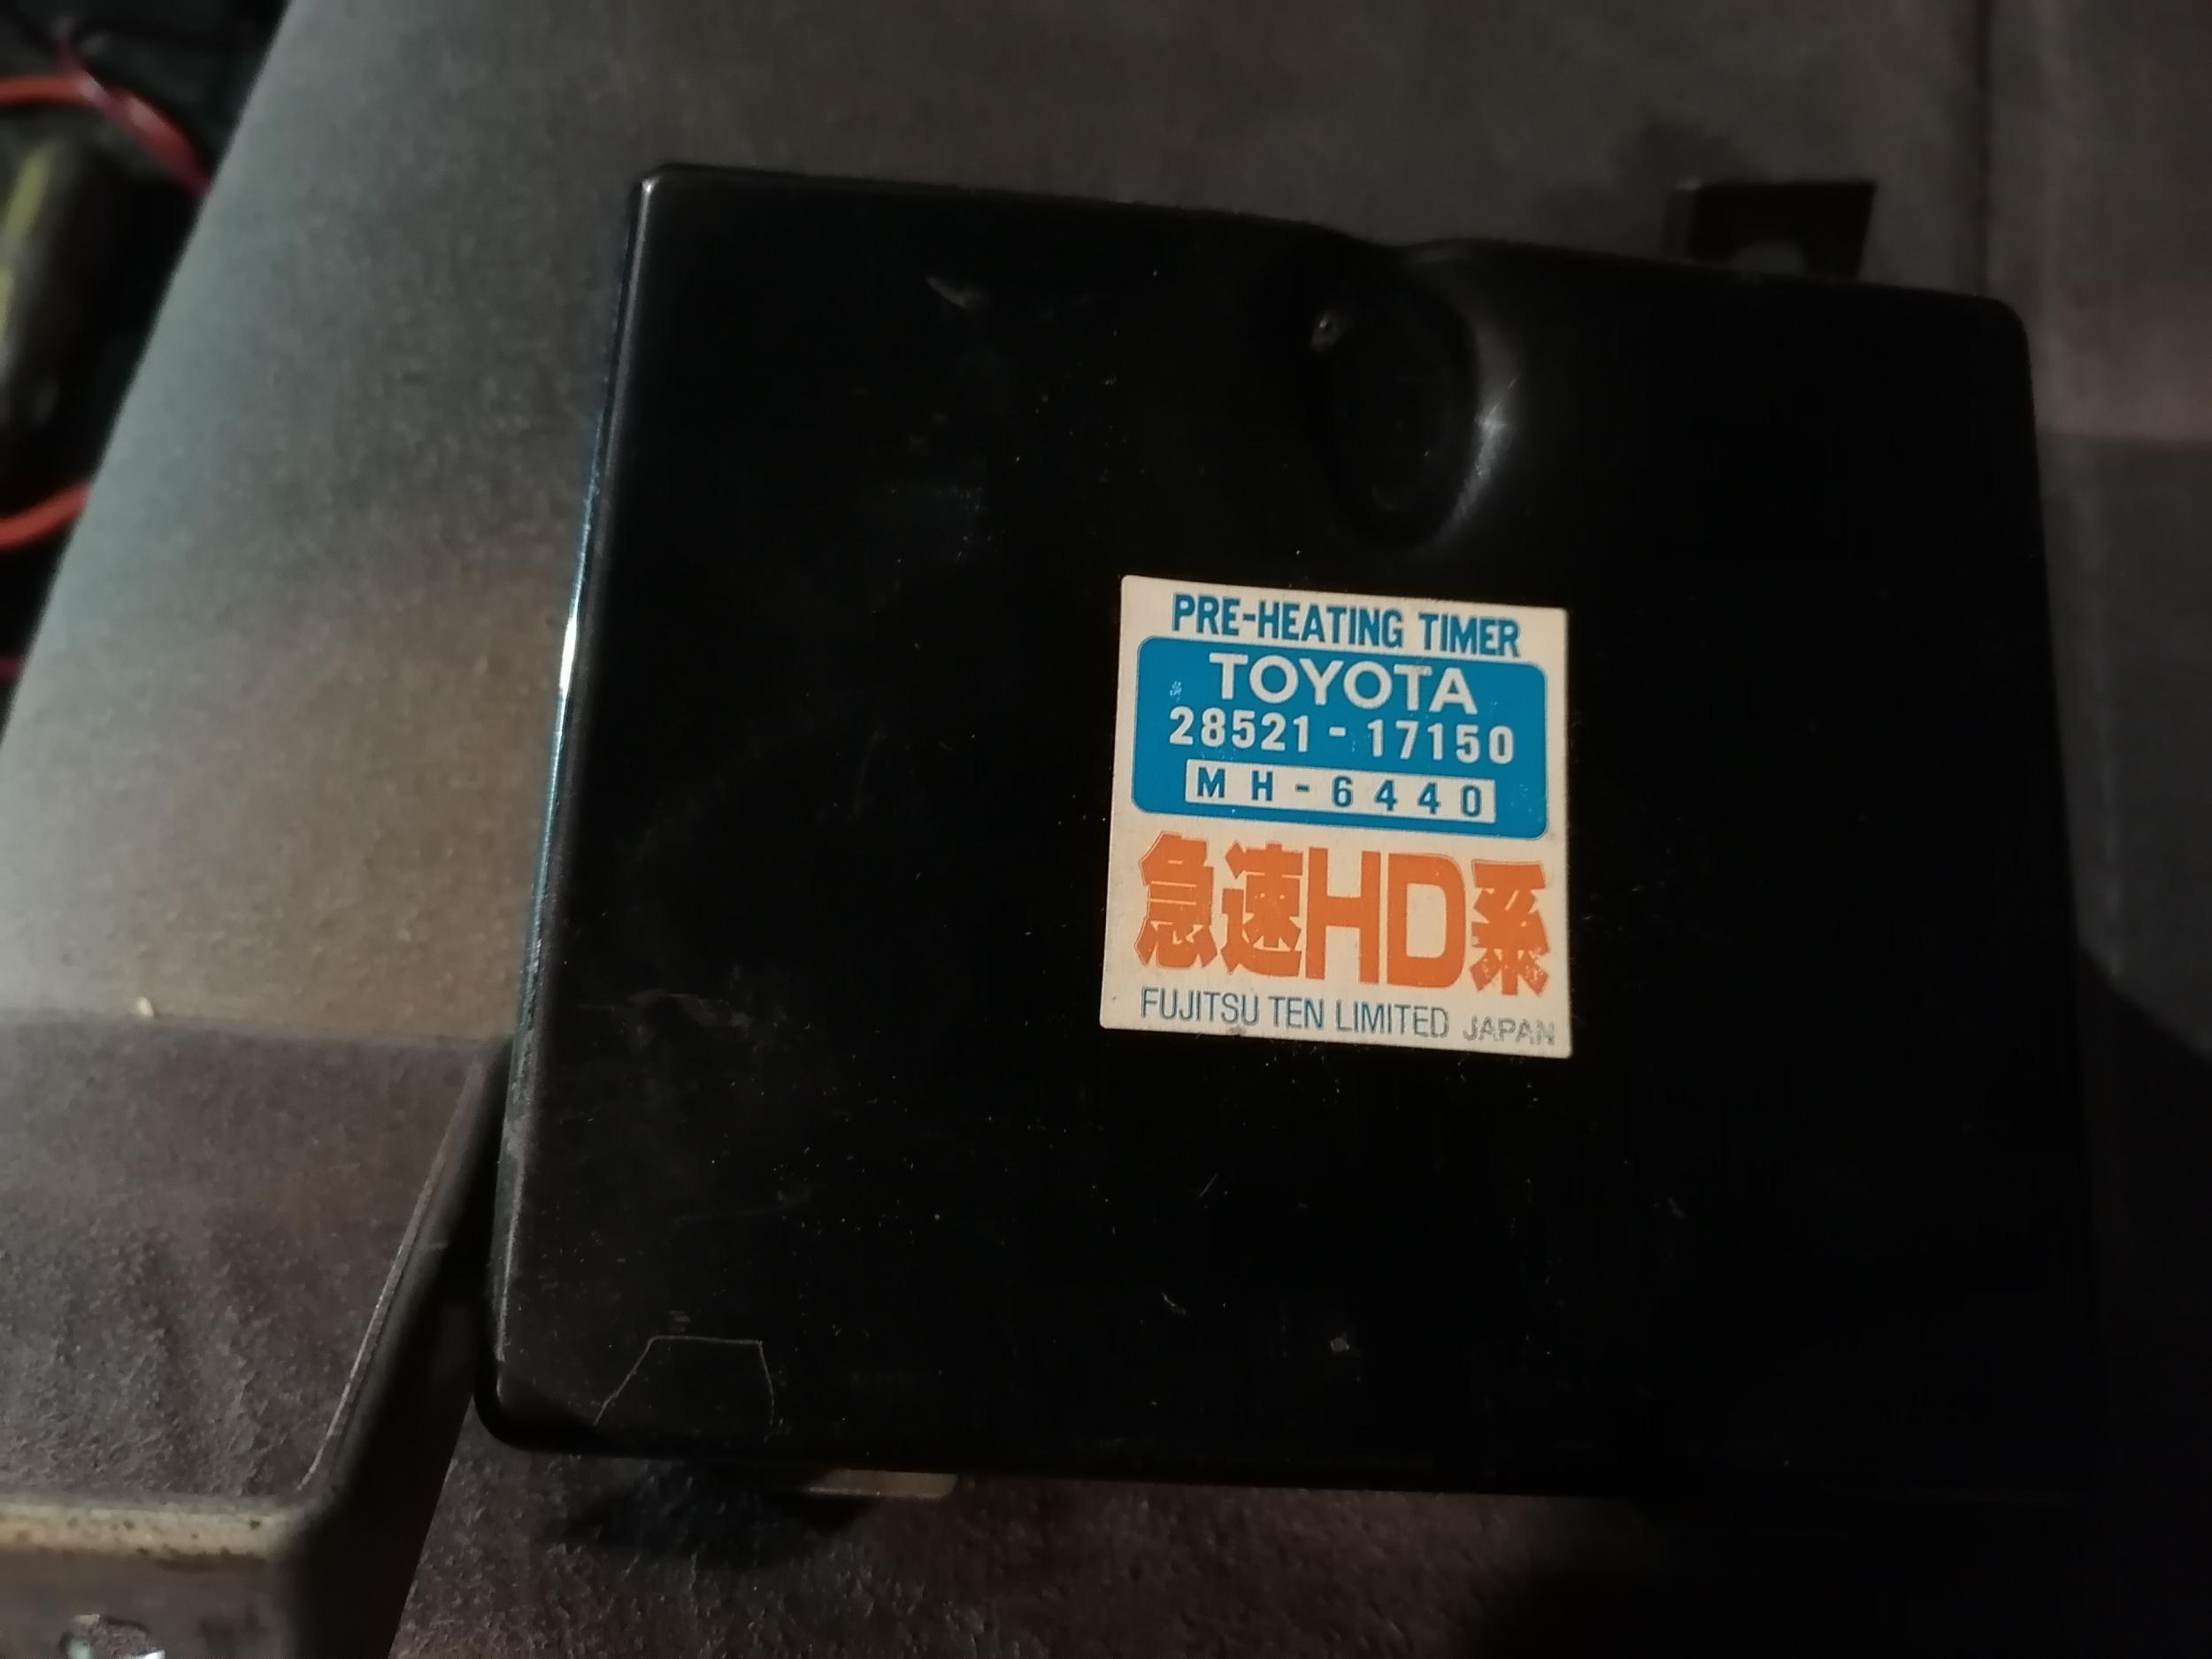 PRE-HEATING TIMER
TOYOTA
28521-17150
MH-6440
急速HD系
FUJITSU TEN LIMITED JAPAN